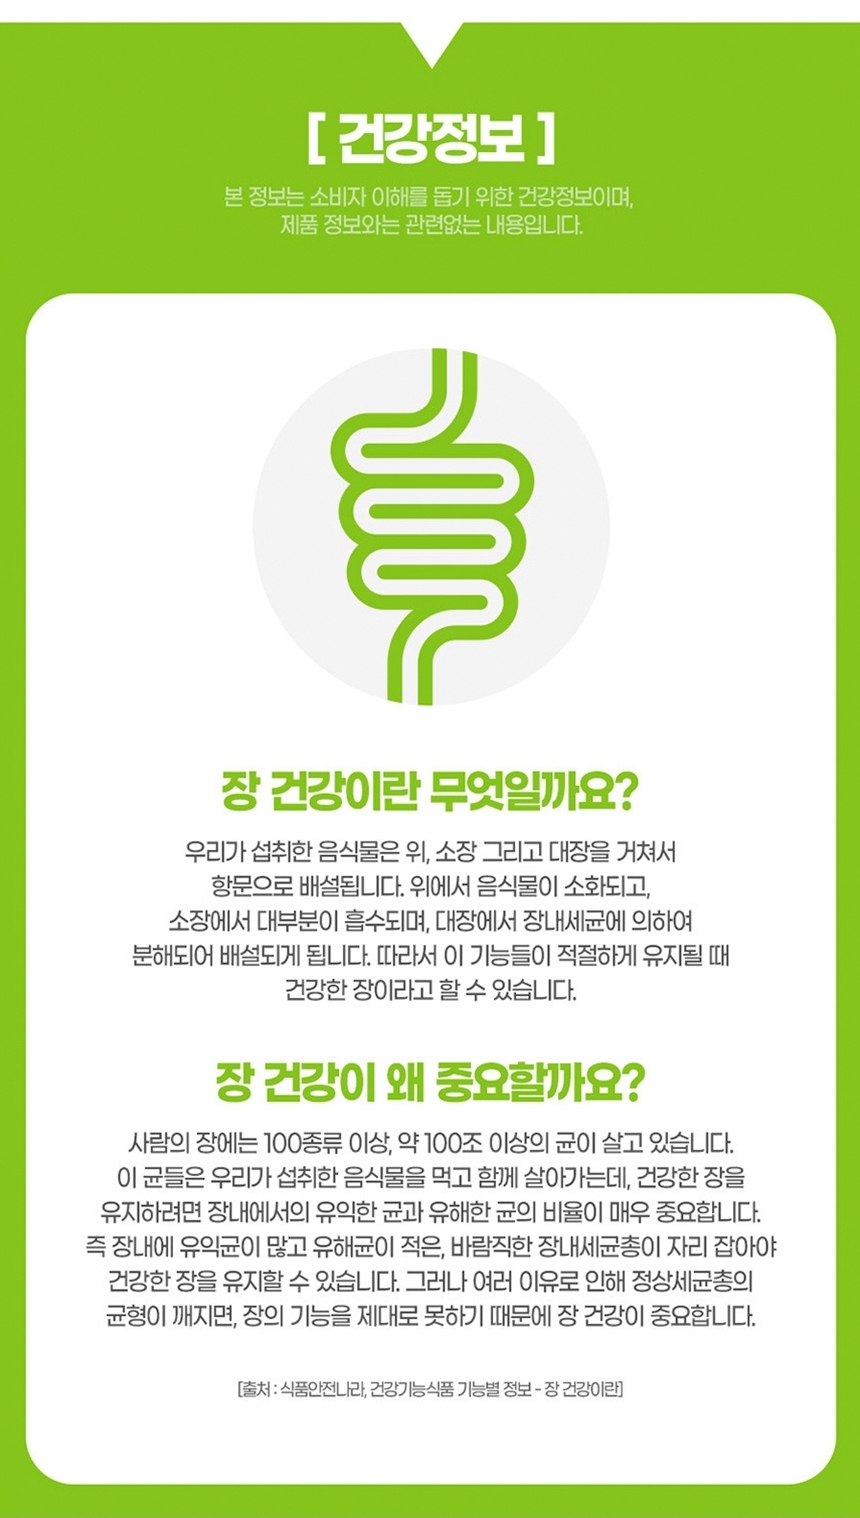 [ 건강정보 ]
본 정보는 소비자 이해를 돕기 위한 건강정보이며,
제품 정보와는 관련없는 내용입니다.
장 건강이란 무엇일까요?
우리가 섭취한 음식물은 위, 소장 그리고 대장을 거쳐서
항문으로 배설됩니다. 위에서 음식물이 소화되고,
소장에서 대부분이 흡수되며, 대장에서 장내세균에 의하여
분해되어 배설되게 됩니다. 따라서 이 기능들이 적절하게 유지될 때
건강한 장이라고 할 수 있습니다.
장 건강이 왜 중요할까요?
사람의 장에는 100종류 이상, 약 100조 이상의 균이 살고 있습니다.
이 균들은 우리가 섭취한 음식물을 먹고 함께 살아가는데, 건강한 장을
유지하려면 장내에서의 유익한 균과 유해한 균의 비율이 매우 중요합니다.
즉 장내에 유익균이 많고 유해균이 적은, 바람직한 장내세균총이 자리 잡아야
건강한 장을 유지할 수 있습니다. 그러나 여러 이유로 인해 정상세균총의
균형이 깨지면, 장의 기능을 제대로 못하기 때문에 장 건강이 중요합니다.
[출처 : 식품안전나라, 건강기능식품 기능별 정보 - 장 건강이란]